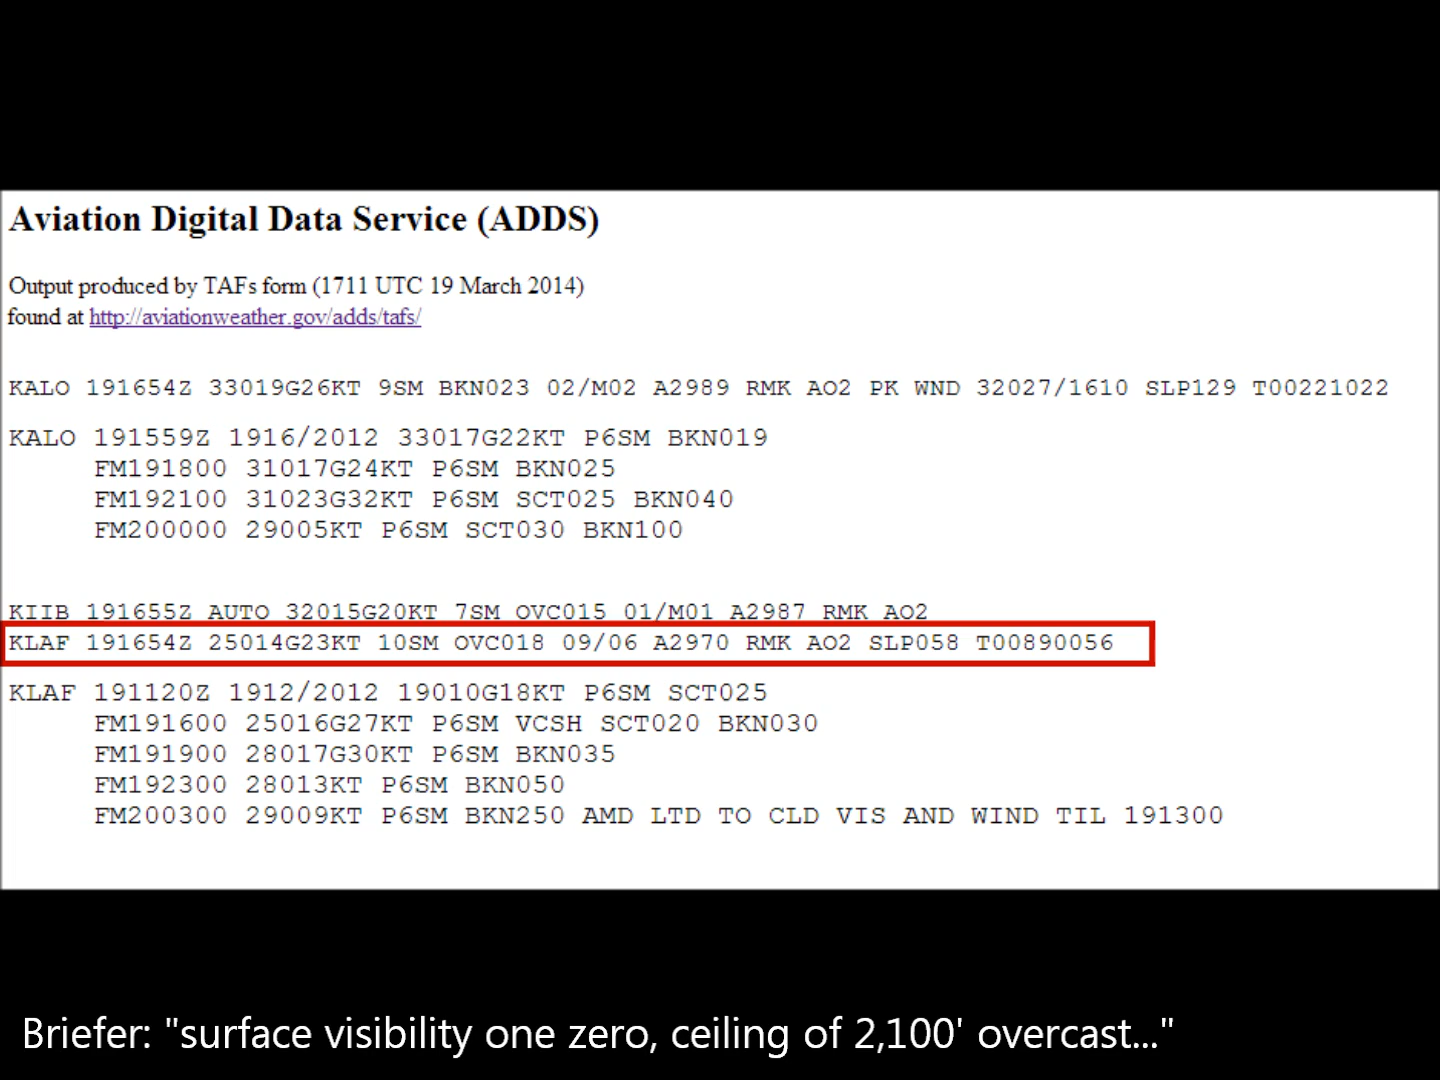 Aviation Digital Data Service (ADDS)
Output produced by TAFs form (1711 UTC 19 March 2014)
found at http://aviationweather.gov/adds/tafs/
KALO 191654Z 33019G26KT 9SM BKN023 02/M02 A2989 RMK AO2 PK WND 32027/1610 SLP129 T00221022
KALO 191559Z 1916/2012 33017G22KT P6SM BKN019
FM191800 31017G24KT P6SM BKN025
FM192100 31023G32KT P6SM SCT025 BKN040
FM200000 29005KT P6SM SCT030 BKN100
KIIB 191655Z AUTO 32015G20KT 7SM OVC015 01/M01 A2987 RMK AO2
KLAF 191654Z 25014G23KT 10SM OVC018 09/06 A2970 RMK AO2 SLP058 T00890056
KLAF 191120Z 1912/2012 19010G18KT P6SM SCT025
FM191600 25016G27KT P6SM VCSH SCT020 BKN030
FM191900 28017G30KT P6SM BKN035
FM192300 28013KT P6SM BKN050
FM200300 29009KT P6SM BKN250 AMD LTD TO CLD VIS AND WIND TIL 191300
Briefer: "surface visibility one zero, ceiling of 2,100' overcast..."